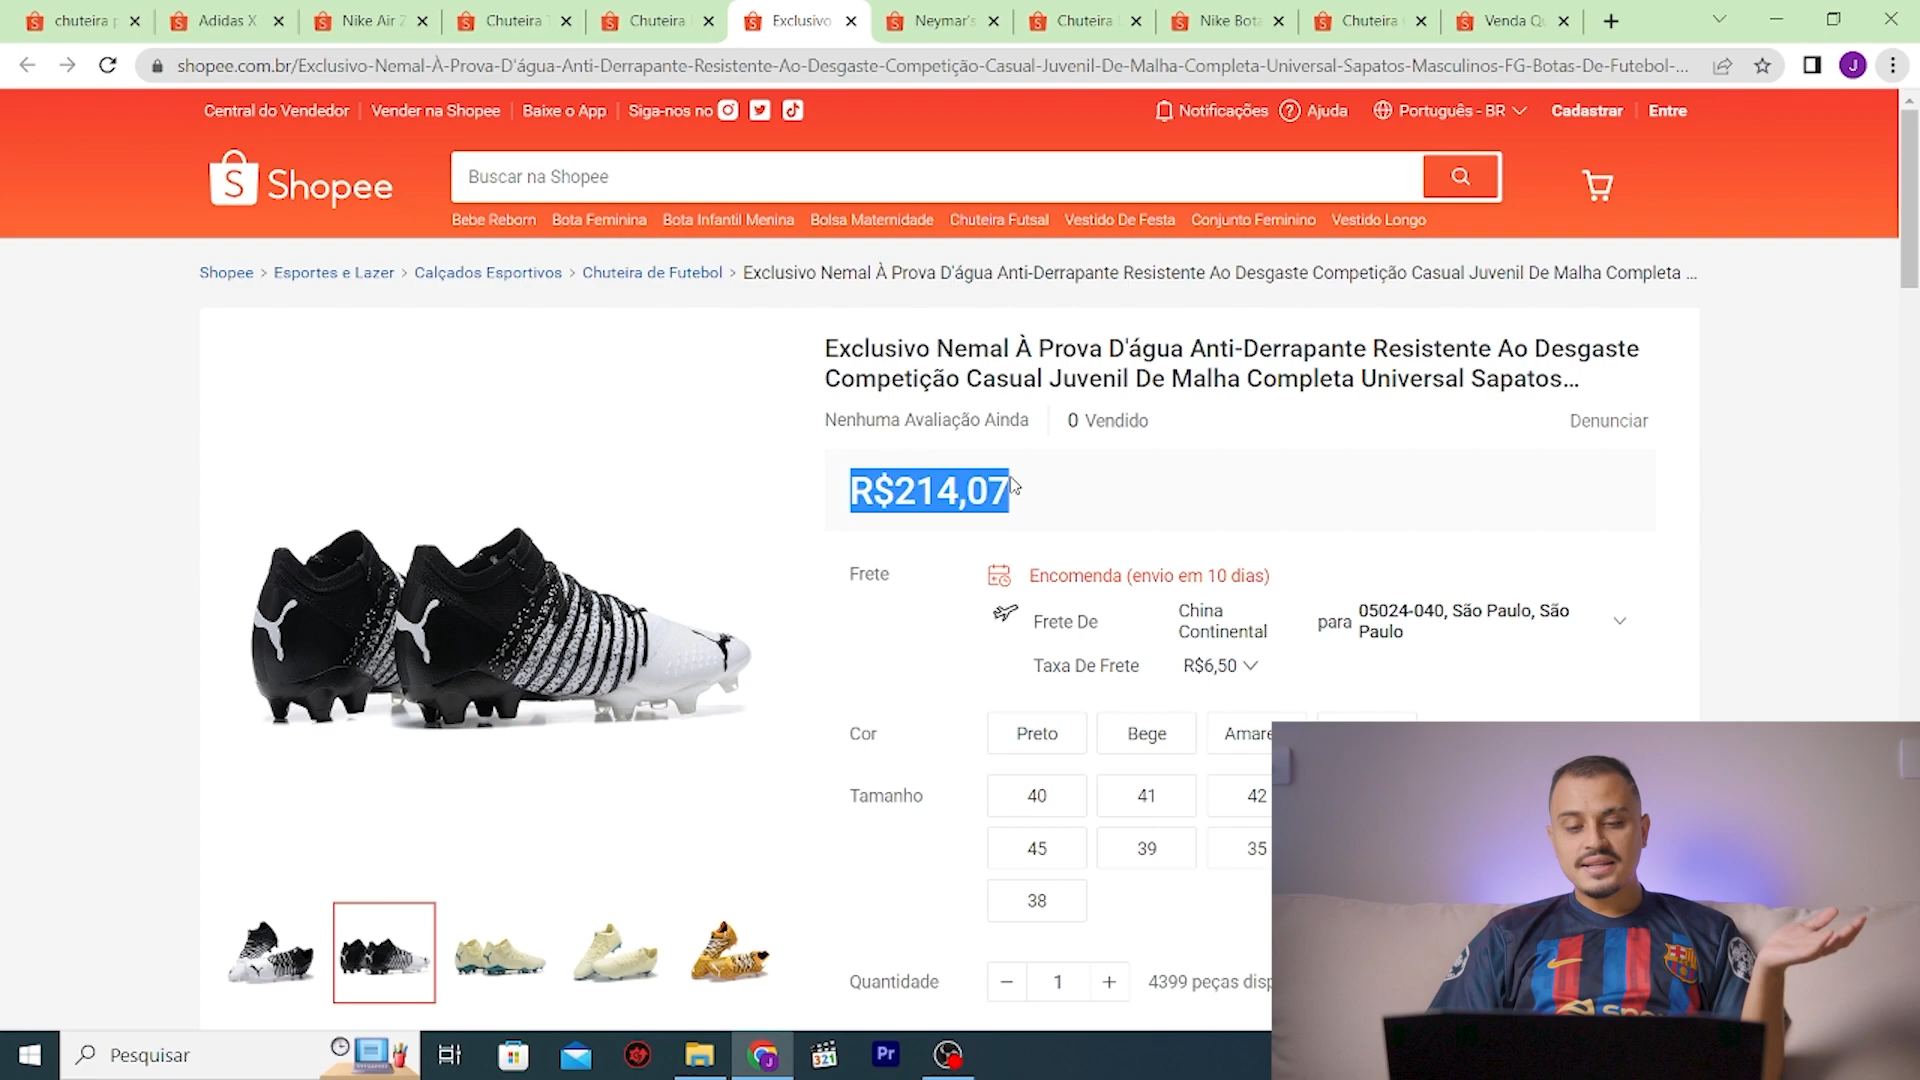 chuteira p
Adidas X
Nike Air Z
Chuteira T
Chuteira
Exclusivo
Neymar's
Chuteira
Nike Bota
Chuteira
Venda Q
shopee.com.br/Exclusivo-Nemal-À-Prova-D'água-Anti-Derrapante-Resistente-Ao-Desgaste-Competição-Casual-Juvenil-De-Malha-Completa-Universal-Sapatos-Masculinos-FG-Botas-De-Futebol-...
J
Central do Vendedor
Vender na Shopee
Baixe o App
Siga-nos no
Notificações
Ajuda
Português - BR
Cadastrar
Entre
Shopee
Buscar na Shopee
Bebe Reborn
Bota Feminina
Bota Infantil Menina
Bolsa Maternidade
Chuteira Futsal
Vestido De Festa
Conjunto Feminino
Vestido Longo
Shopee > Esportes e Lazer > Calçados Esportivos > Chuteira de Futebol > Exclusivo Nemal À Prova D'água Anti-Derrapante Resistente Ao Desgaste Competição Casual Juvenil De Malha Completa ...
Exclusivo Nemal À Prova D'água Anti-Derrapante Resistente Ao Desgaste
Competição Casual Juvenil De Malha Completa Universal Sapatos...
Nenhuma Avaliação Ainda
0 Vendido
Denunciar
R$214,07
Frete
Encomenda (envio em 10 dias)
Frete De
China
Continental
para
05024-040, São Paulo, São
Paulo
Taxa De Frete
R$6,50
Cor
Preto
Bege
Amare
Tamanho
40
41
42
45
39
35
38
Quantidade
1
4399 peças disp
Pesquisar
321
Pr